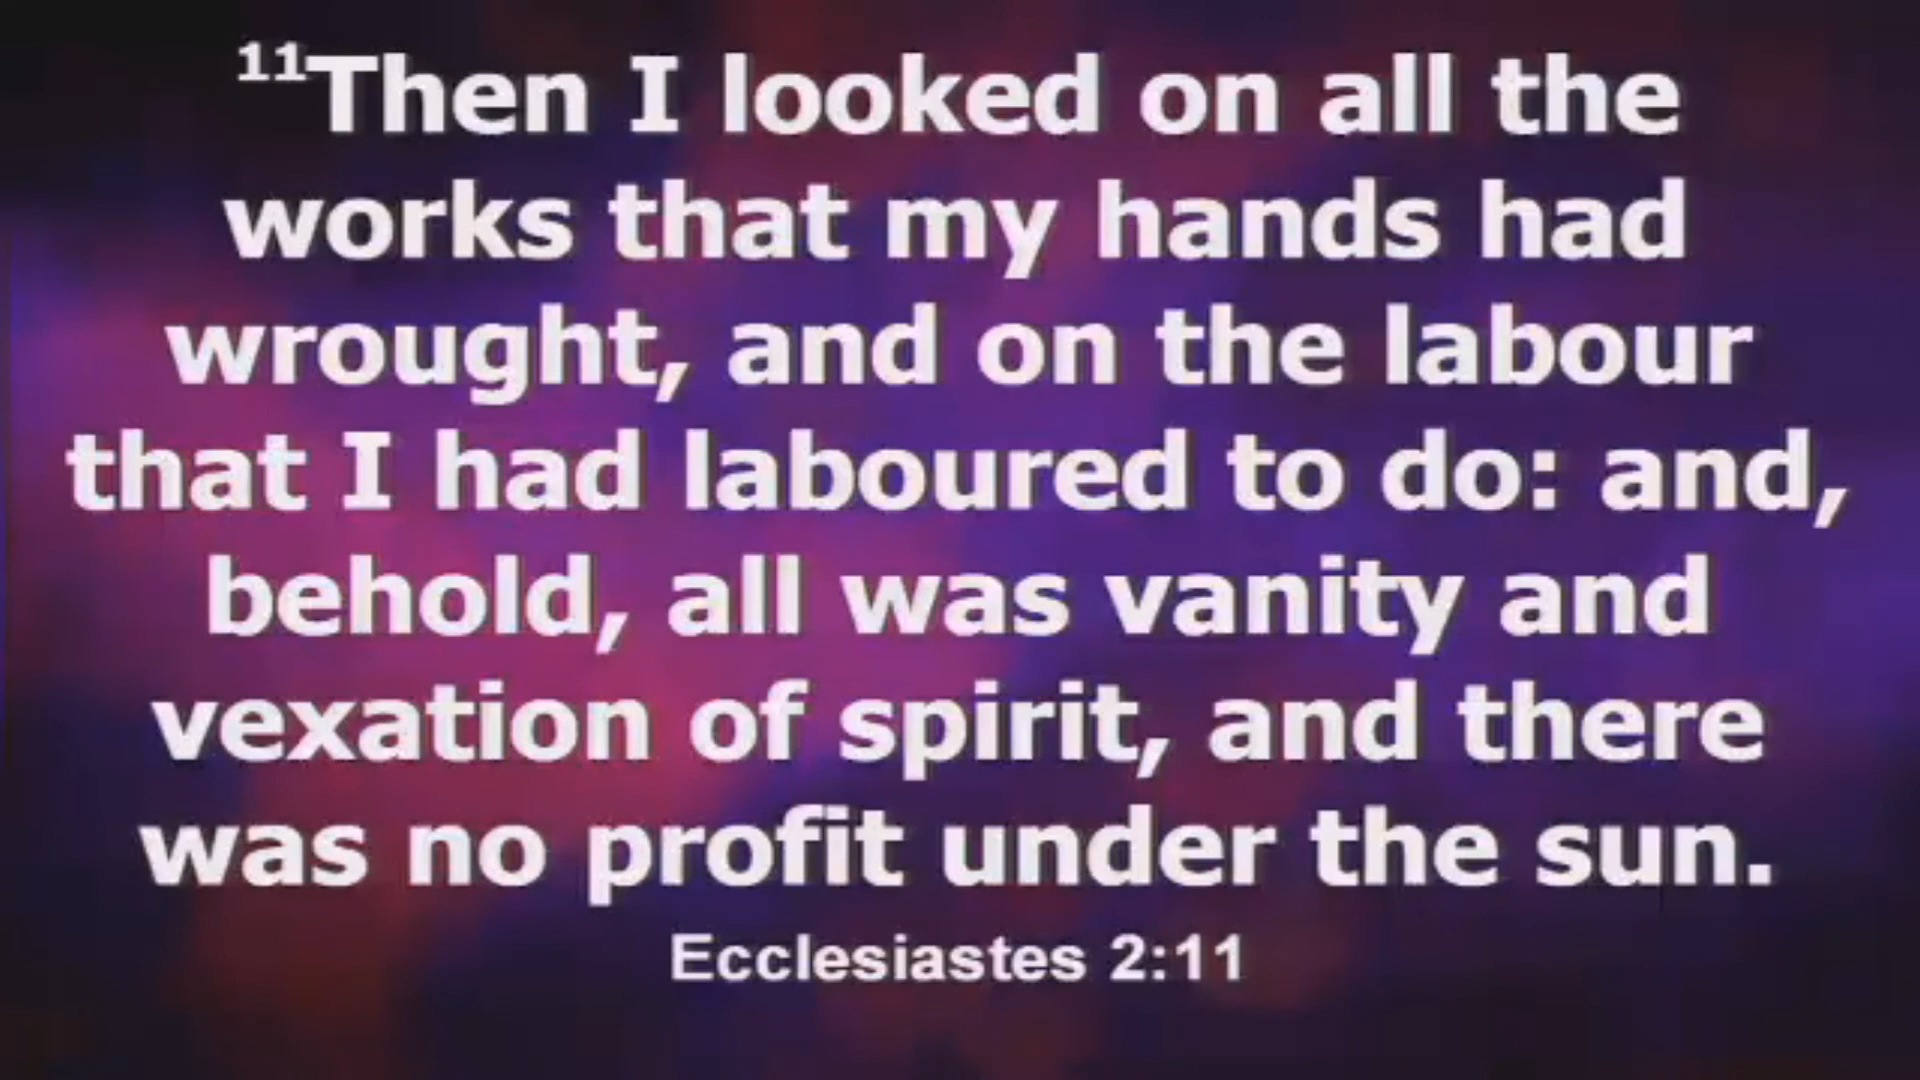 11Then I looked on all the
works that my hands had
wrought, and on the labour
that I had laboured to do: and,
behold, all was vanity and
vexation of spirit, and there
was no profit under the sun.
Ecclesiastes 2:11